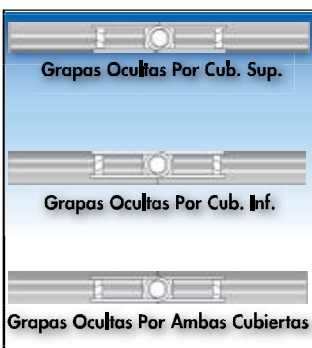 Grapas Ocultas Por Cub. Sup.
Grapas Ocultas Por Cub. Inf.
Grapas Ocultas Por Ambas Cubiertas